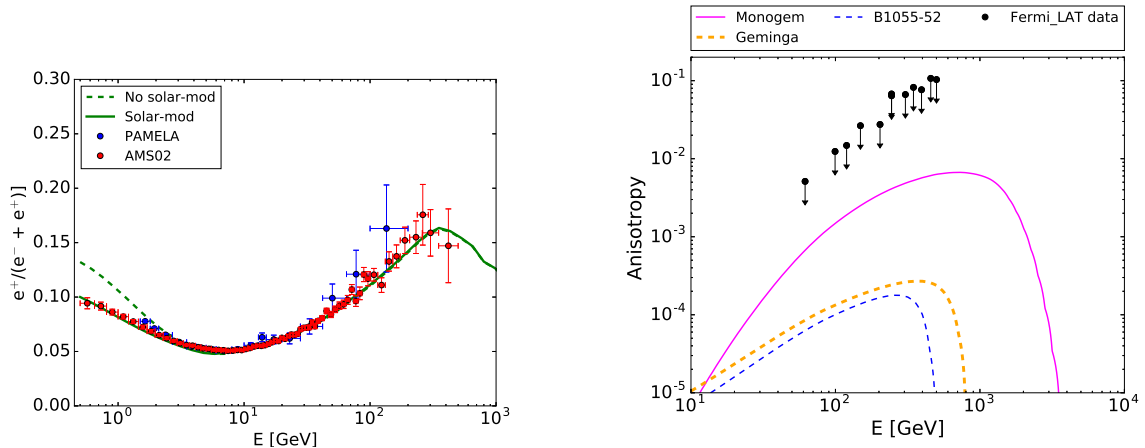 0.30
0.25
0.20
0.15
0.10
0.05
0.00
e⁺/(e⁻ + e⁺)]
No solar-mod
Solar-mod
PAMELA
AMS02
10⁰ 10¹ 10² 10³
E [GeV]
Monogem B1055-52 Fermi_LAT data
Geminga
10⁻¹
10⁻²
10⁻³
10⁻⁴
10⁻⁵
Anisotropy
10¹ 10² 10³ 10⁴
E [GeV]